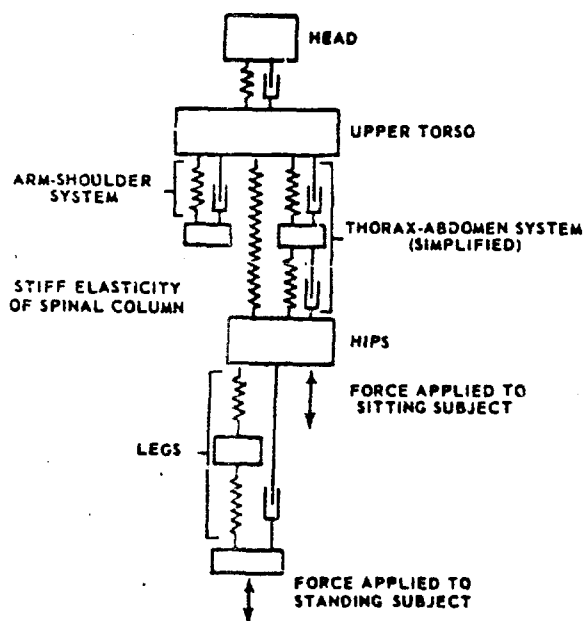 HEAD
UPPER TORSO
ARM-SHOULDER
SYSTEM
THORAX-ABDOMEN SYSTEM
(SIMPLIFIED)
STIFF ELASTICITY
OF SPINAL COLUMN
HIPS
FORCE APPLIED TO
SITTING SUBJECT
LEGS
FORCE APPLIED TO
STANDING SUBJECT